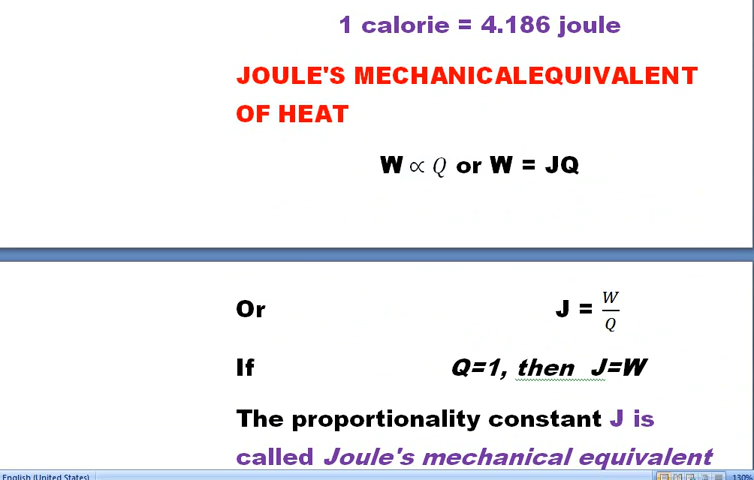 1 calorie = 4.186 joule
JOULE'S MECHANICALEQUIVALENT
OF HEAT
W ∝ Q or W = JQ
Or J = W/Q
If Q=1, then J=W
The proportionality constant J is
called Joule's mechanical equivalent
English (United States) 130%